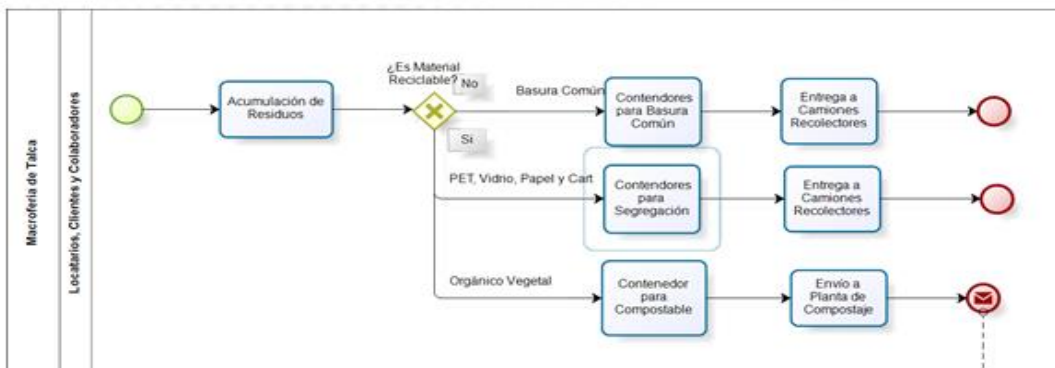 Macroferia de Talca
Locatarios, Clientes y Colaboradores
Acumulación de
Residuos
¿Es Material
Reciclable?
No
Si
Basura Común
Contendores
para Basura
Común
Entrega a
Camiones
Recolectores
PET, Vidrio, Papel y Cart
Contendores
para
Segregación
Entrega a
Camiones
Recolectores
Orgánico Vegetal
Contenedor
para
Compostable
Envío a
Planta de
Compostaje